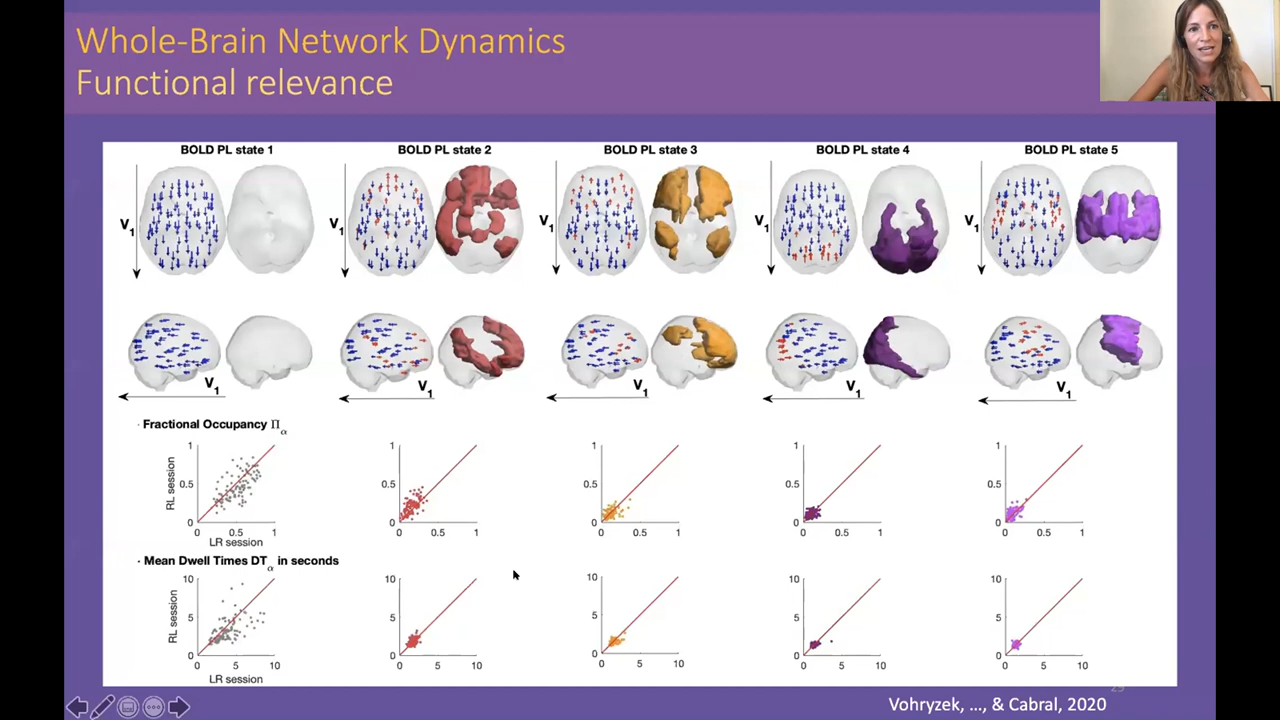 Whole-Brain Network Dynamics
Functional relevance
BOLD PL state 1 BOLD PL state 2 BOLD PL state 3 BOLD PL state 4 BOLD PL state 5
V1 V1 V1 V1 V1
V1 V1 V1 V1 V1
· Fractional Occupancy Πα
1 1 1 1 1
RL session
0.5 0.5 0.5 0.5 0.5
0 0 0 0 0
0 0.5 1 0 0.5 1 0 0.5 1 0 0.5 1 0 0.5 1
LR session
· Mean Dwell Times DTα in seconds
10 10 10 10 10
RL session
5 5 5 5 5
0 0 0 0 0
0 5 10 0 5 10 0 5 10 0 5 10 0 5 10
LR session
Vohryzek, ..., & Cabral, 2020